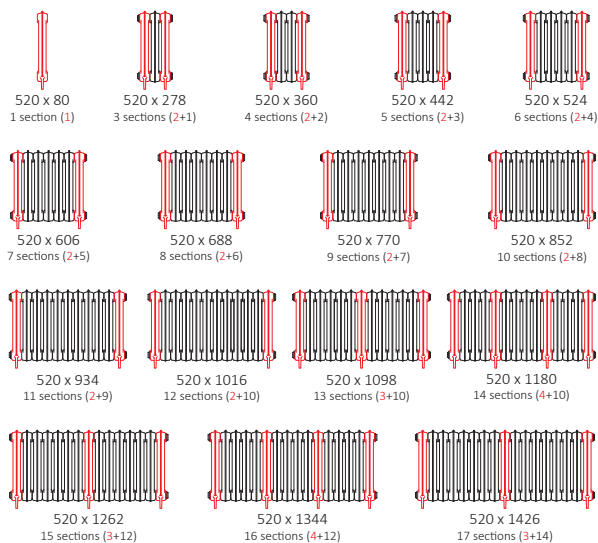 520 x 80
1 section (1)
520 x 278
3 sections (2+1)
520 x 360
4 sections (2+2)
520 x 442
5 sections (2+3)
520 x 524
6 sections (2+4)
520 x 606
7 sections (2+5)
520 x 688
8 sections (2+6)
520 x 770
9 sections (2+7)
520 x 852
10 sections (2+8)
520 x 934
11 sections (2+9)
520 x 1016
12 sections (2+10)
520 x 1098
13 sections (3+10)
520 x 1180
14 sections (4+10)
520 x 1262
15 sections (3+12)
520 x 1344
16 sections (4+12)
520 x 1426
17 sections (3+14)